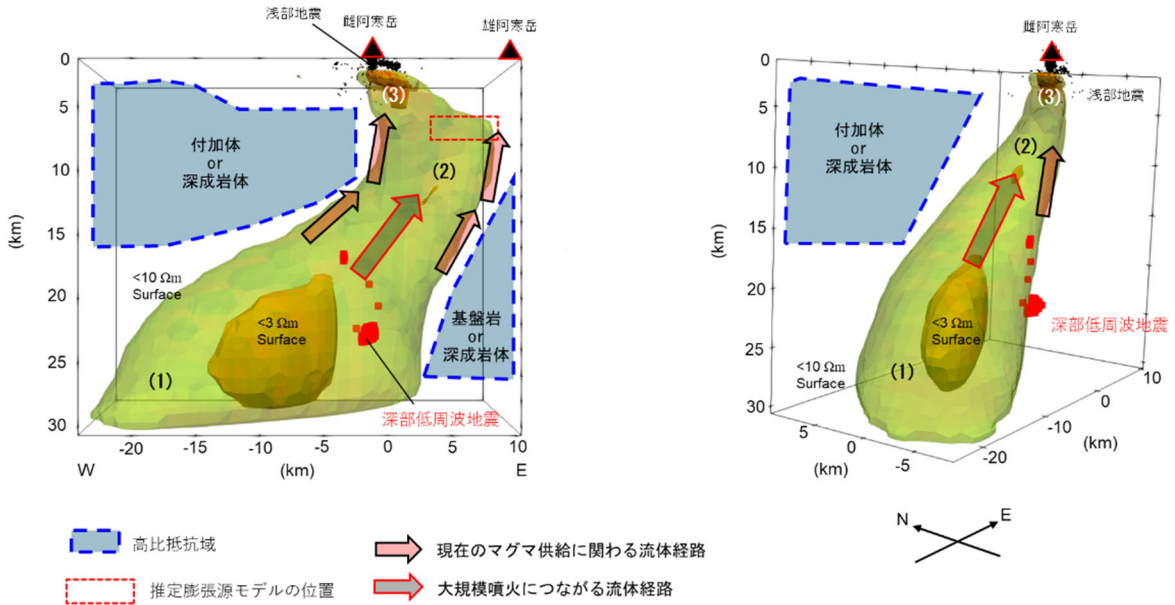 浅部地震
雌阿寒岳
雄阿寒岳
0
5
10
15
20
25
30
(km)
(3)
付加体
or
深成岩体
(2)
<10 Ωm
Surface
<3 Ωm
Surface
基盤岩
or
深成岩体
(1)
深部低周波地震
-20
-15
-10
-5
0
5
10
W
(km)
E
雌阿寒岳
浅部地震
0
5
10
15
20
25
30
(km)
(3)
付加体
or
深成岩体
(2)
<3 Ωm
Surface
深部低周波地震
(1)
<10 Ωm
Surface
5
0
-5
(km)
-20
-10
0
10
(km)
N
E
高比抵抗域
推定膨張源モデルの位置
現在のマグマ供給に関わる流体経路
大規模噴火につながる流体経路